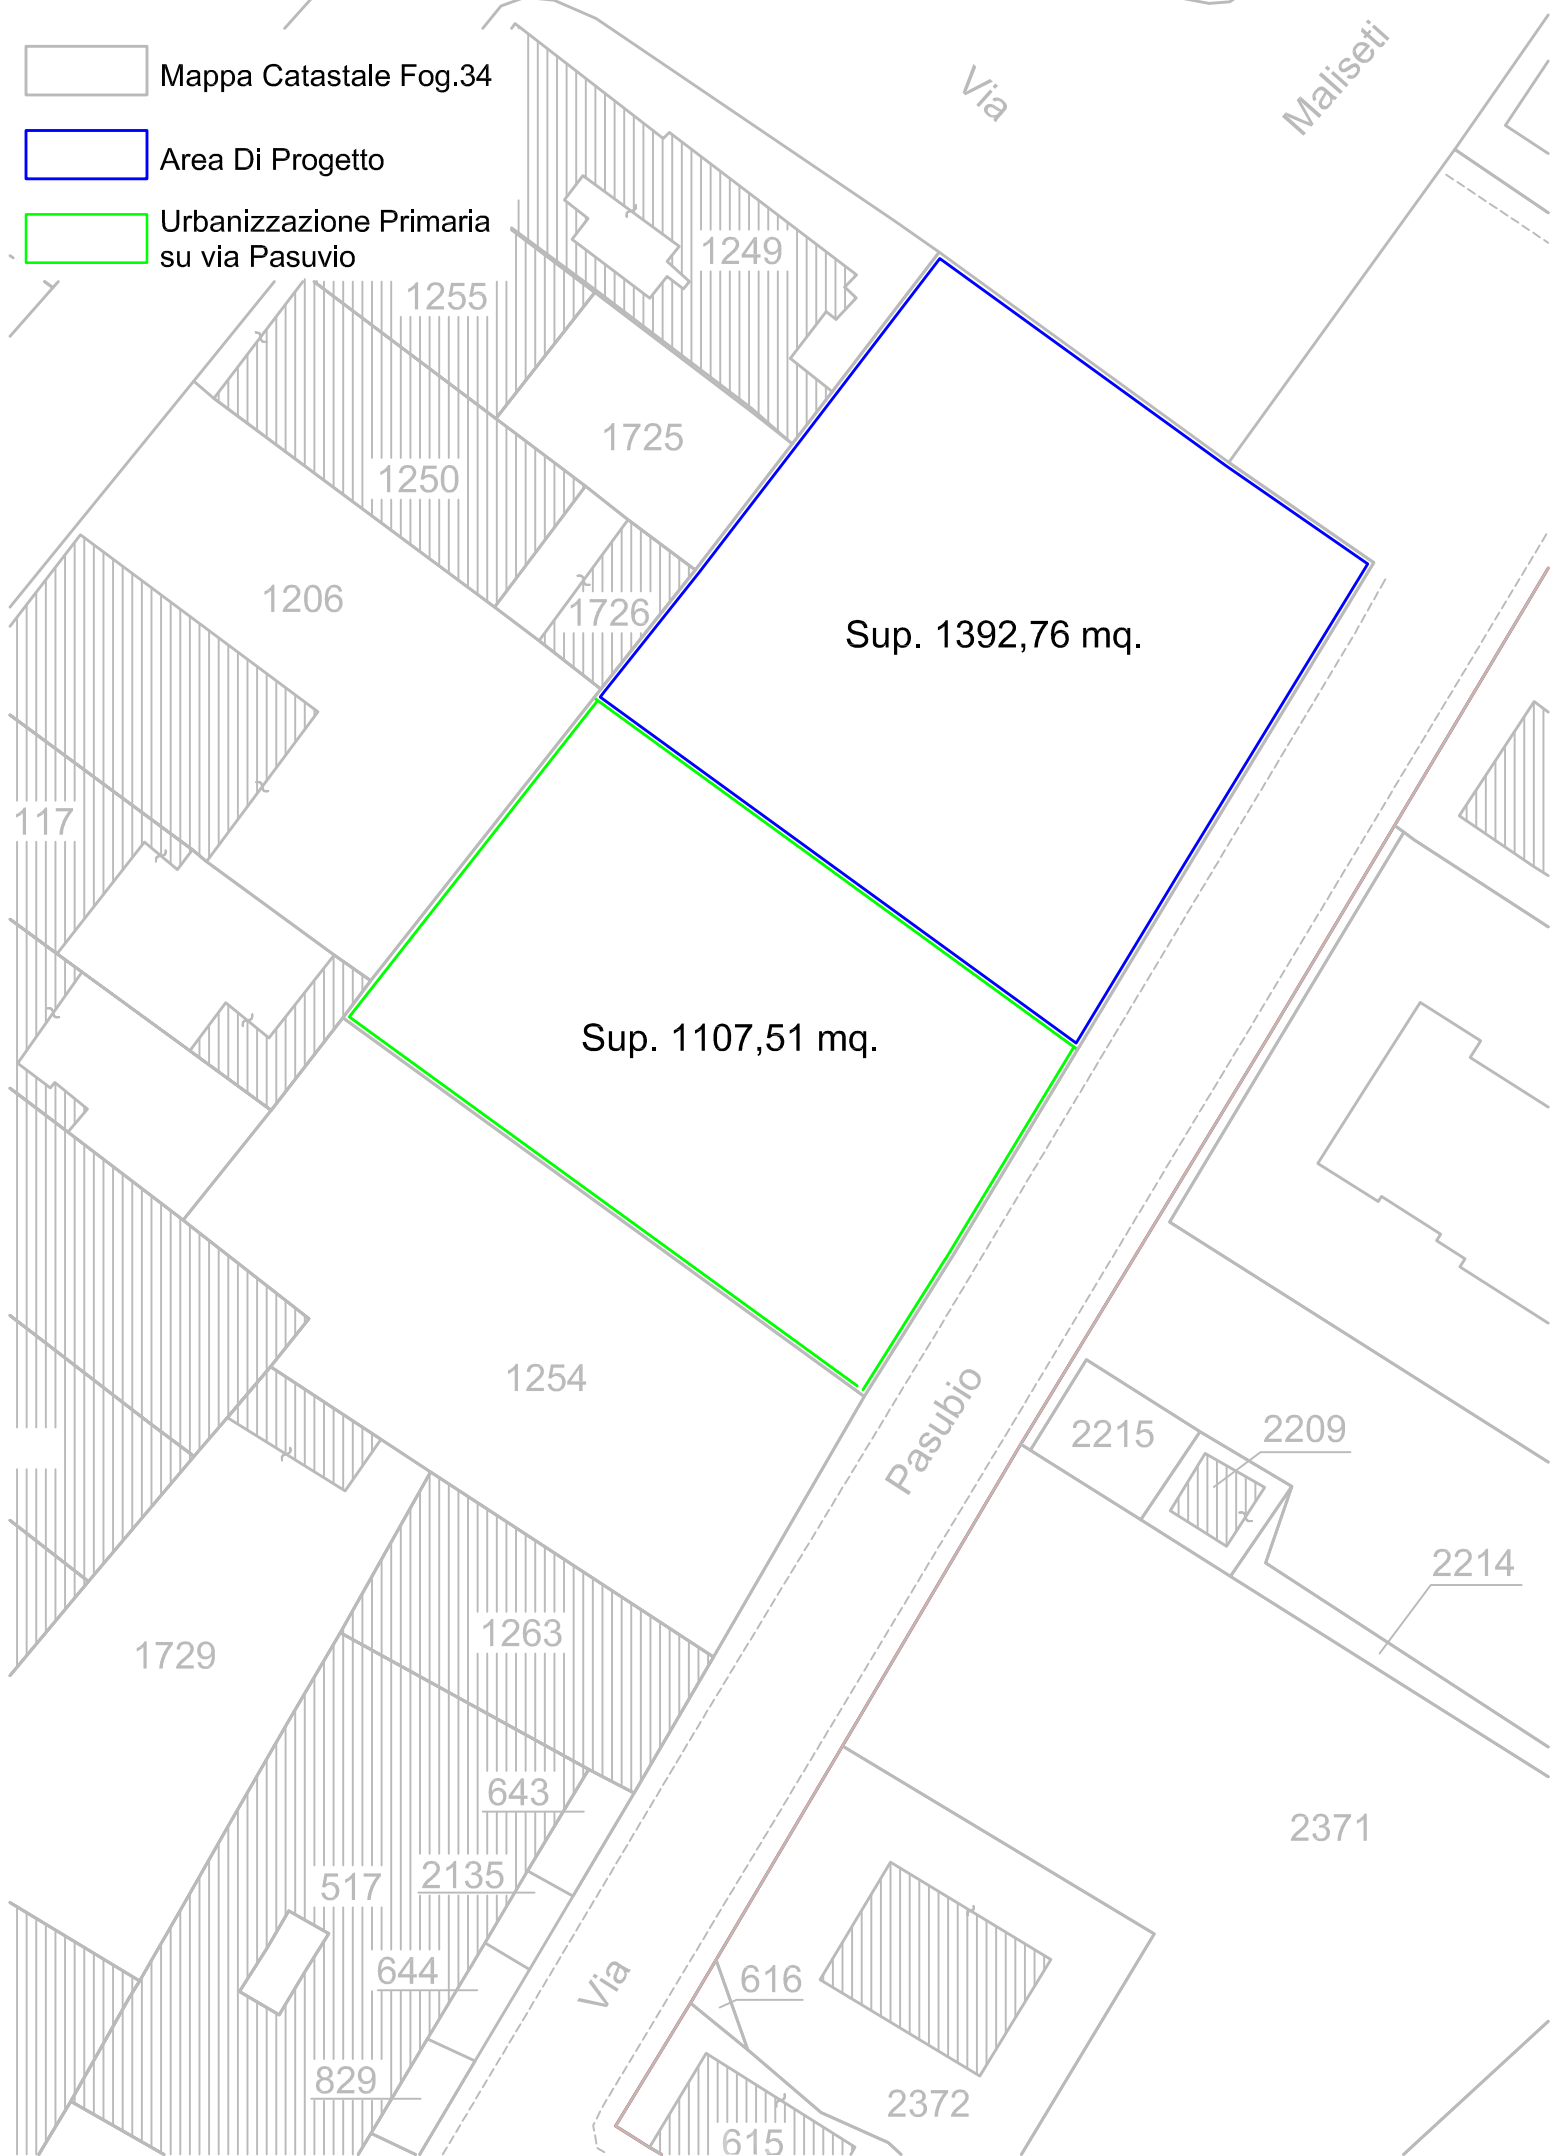 Mappa Catastale Fog.34
Area Di Progetto
Urbanizzazione Primaria
su via Pasuvio
Via
Maliseti
1249
1255
1725
1250
1206
1726
Sup. 1392,76 mq.
117
Sup. 1107,51 mq.
1254
Pasubio
2215
2209
2214
1263
1729
643
2371
2135
517
644
Via
616
829
2372
615